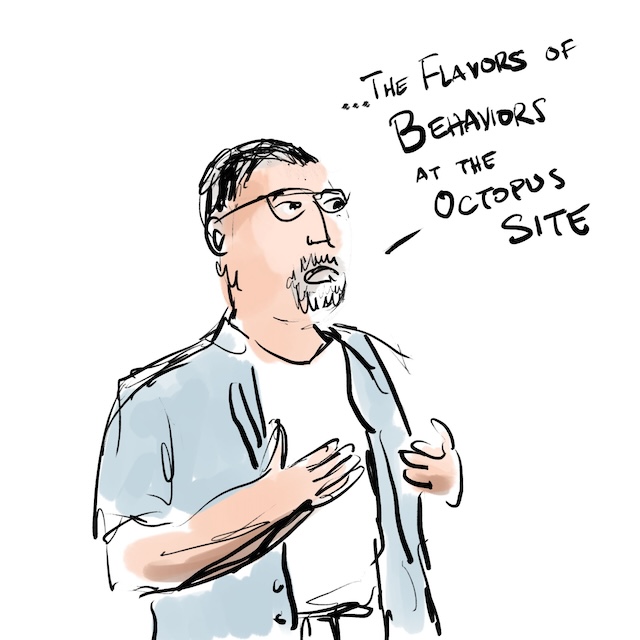 ...THE FLAVORS OF
BEHAVIORS
AT THE
OCTOPUS
SITE